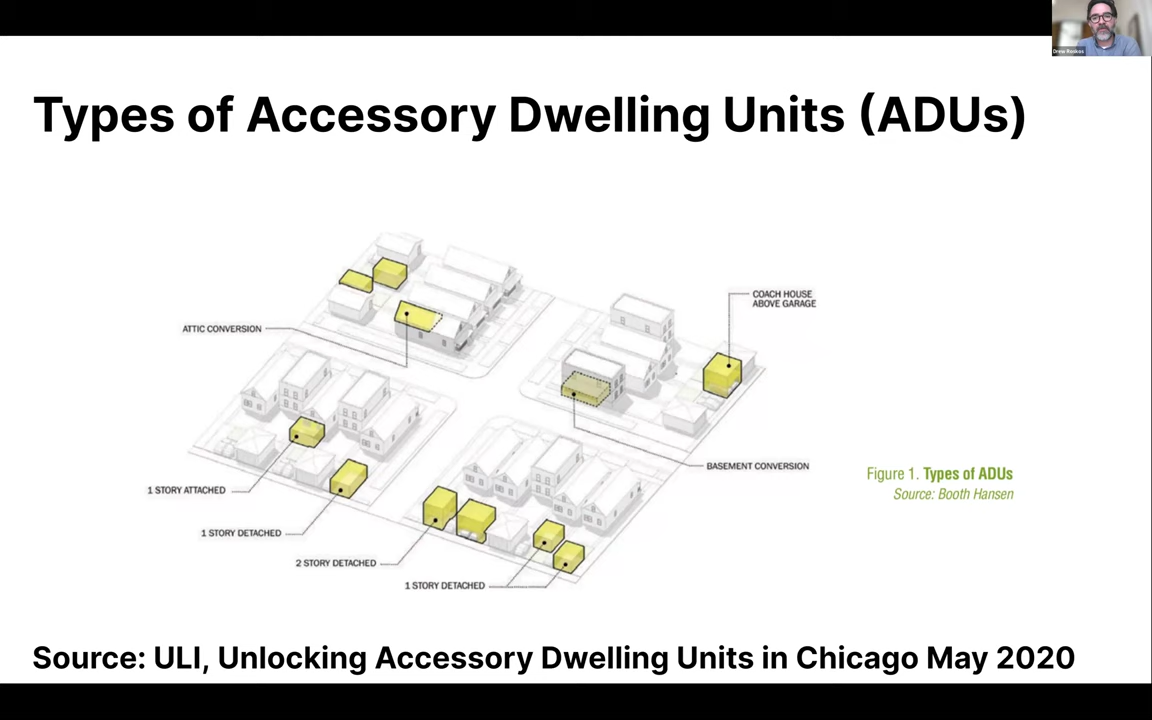 Types of Accessory Dwelling Units (ADUs)
COACH HOUSE
ABOVE GARAGE
ATTIC CONVERSION
BASEMENT CONVERSION
Figure 1. Types of ADUs
Source: Booth Hansen
1 STORY ATTACHED
1 STORY DETACHED
2 STORY DETACHED
1 STORY DETACHED
Source: ULI, Unlocking Accessory Dwelling Units in Chicago May 2020